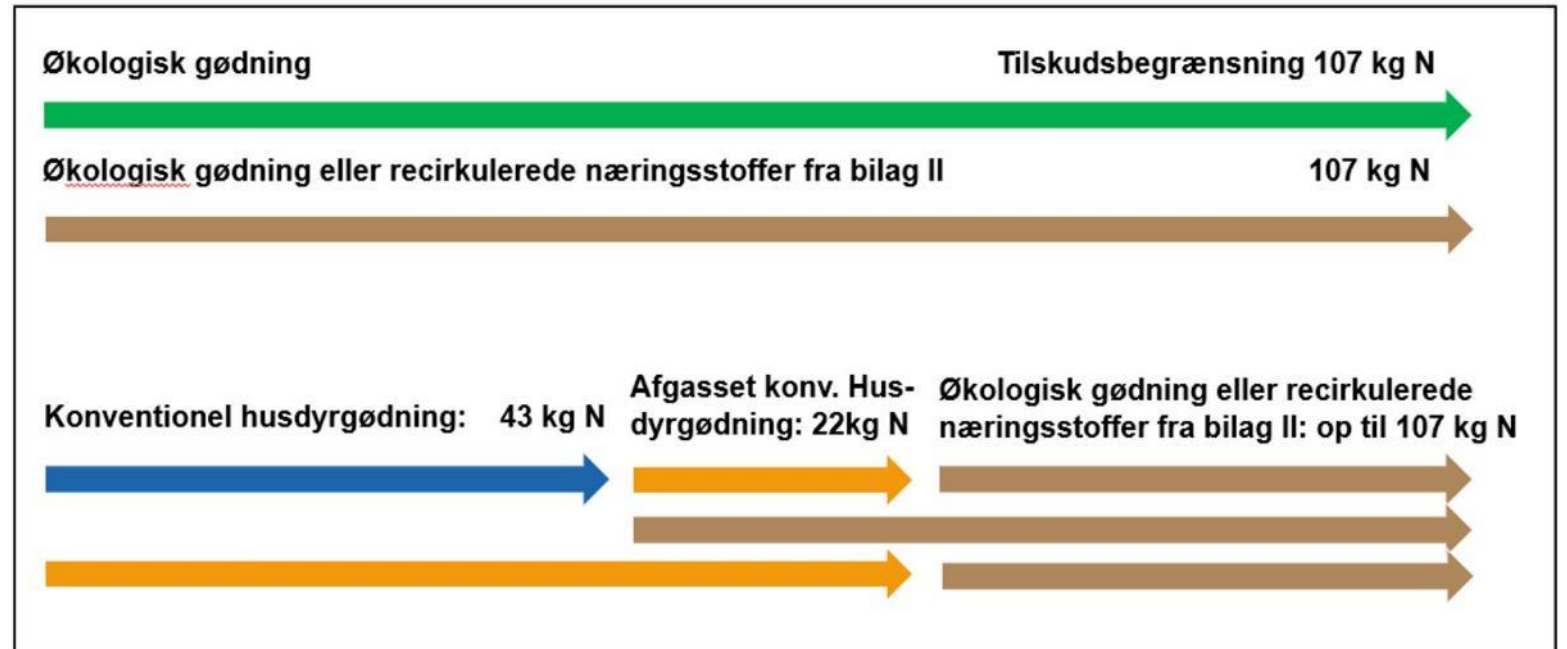 Økologisk gødning Tilskudsbegrænsning 107 kg N
Økologisk gødning eller recirkulerede næringsstoffer fra bilag II 107 kg N
Konventionel husdyrgødning: 43 kg N
Afgasset konv. Hus-
dyrgødning: 22kg N
Økologisk gødning eller recirkulerede
næringsstoffer fra bilag II: op til 107 kg N